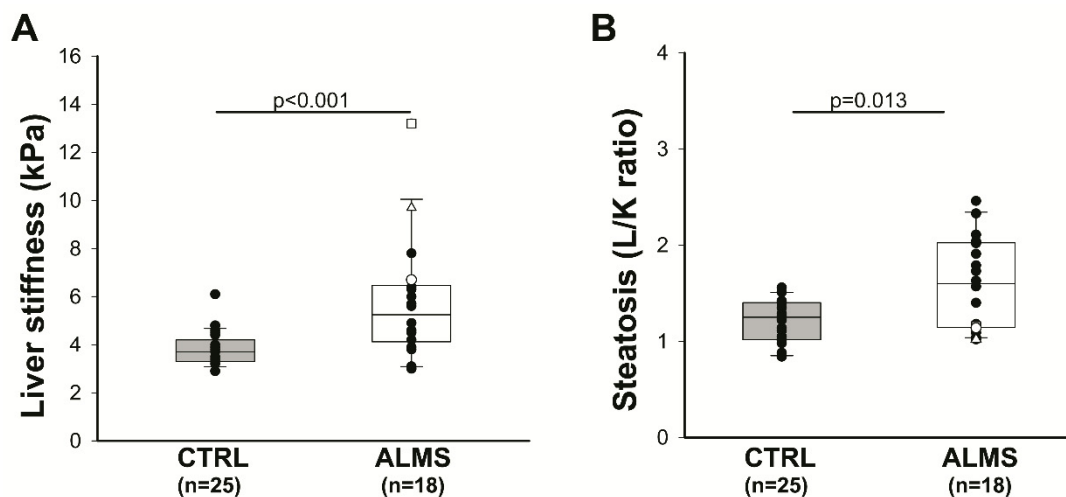 A
Liver stiffness (kPa)
16
14
12
10
8
6
4
2
0
p<0.001
CTRL
(n=25)
ALMS
(n=18)
B
Steatosis (L/K ratio)
4
3
2
1
0
p=0.013
CTRL
(n=25)
ALMS
(n=18)